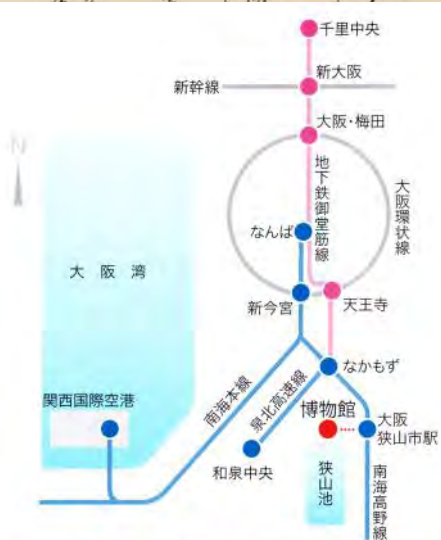 千里中央
新大阪
新幹線
大阪・梅田
地下鉄御堂筋線
大阪環状線
なんば
N
大阪湾
新今宮
天王寺
なかもず
関西国際空港
南海本線
泉北高速線
博物館
大阪
狭山市駅
和泉中央
狭山池
南海高野線